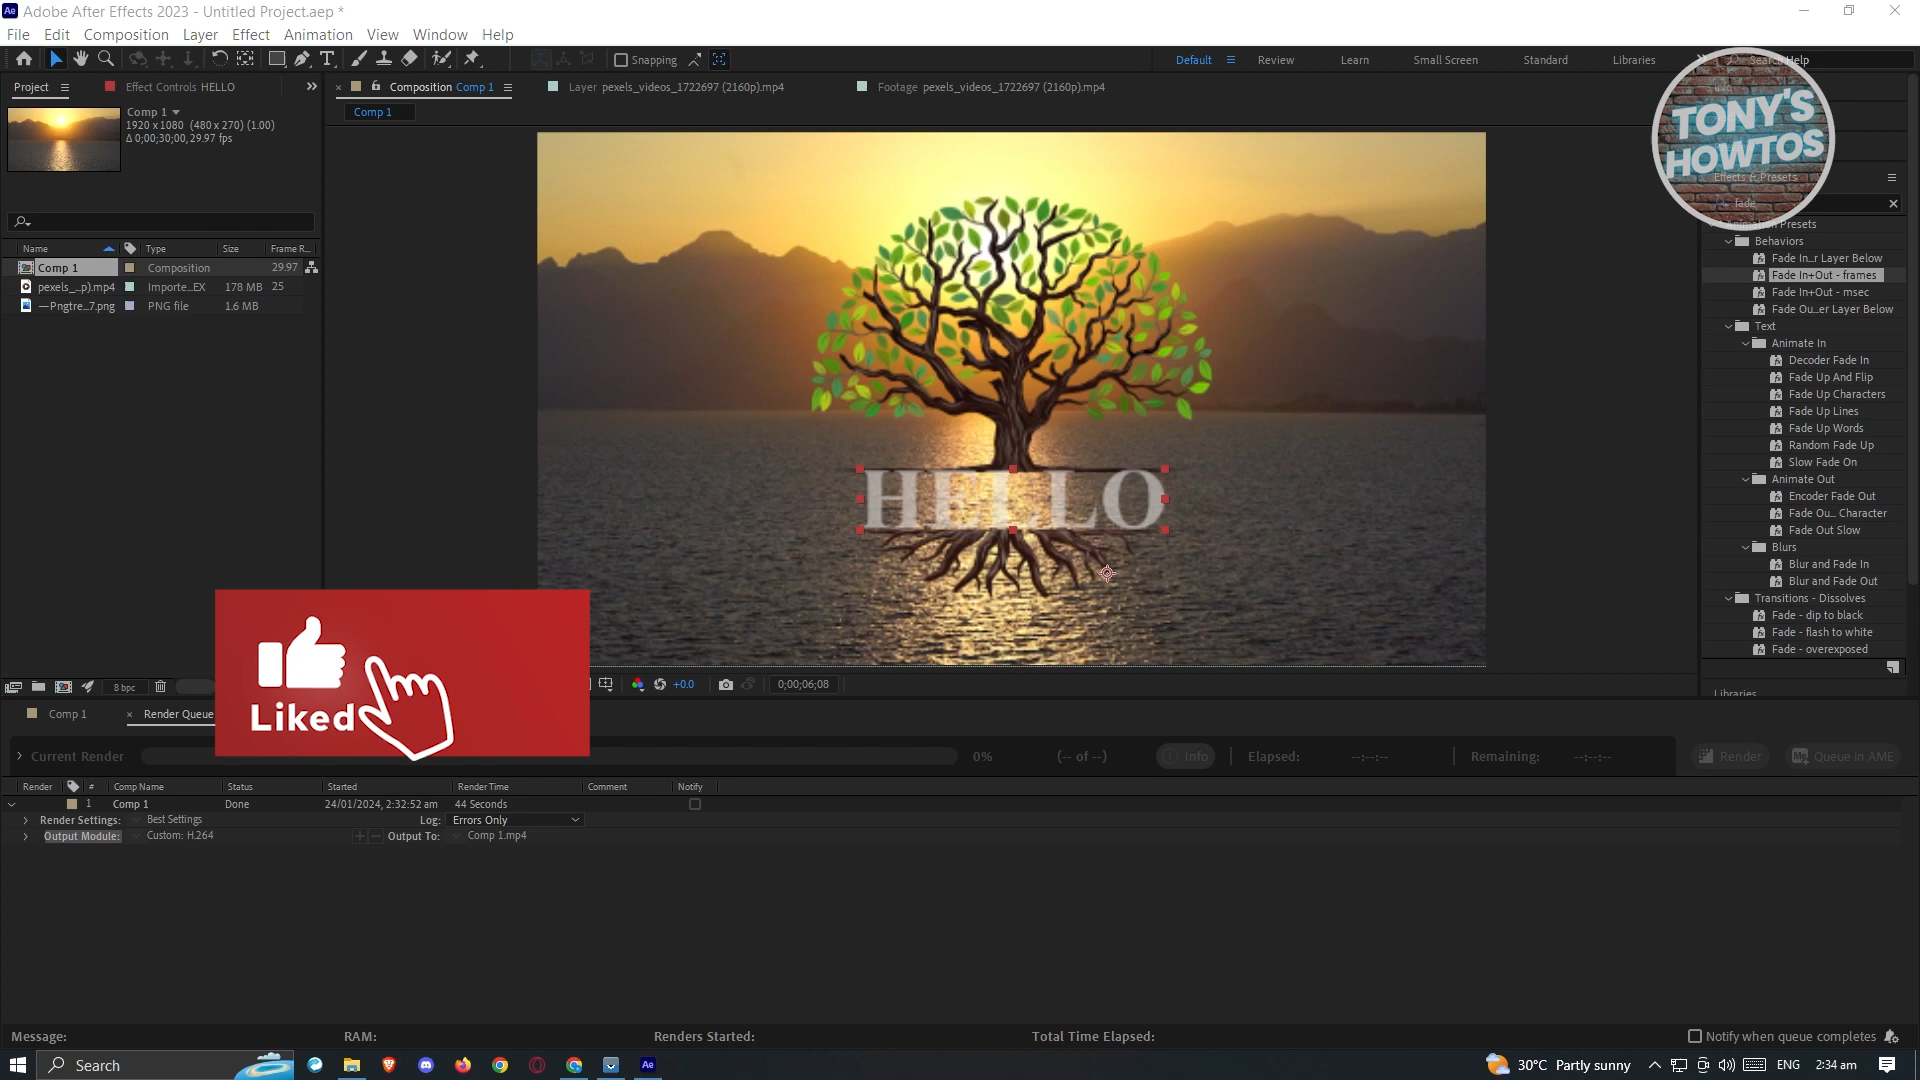 Adobe After Effects 2023 - Untitled Project.aep *
File Edit Composition Layer Effect Animation View Window Help
Snapping Default Review Learn Small Screen Standard Libraries Search Help
Project Effect Controls HELLO Composition Comp 1 Layer pexels_videos_1722697 (2160p).mp4 Footage pexels_videos_1722697 (2160p).mp4
Comp 1
1920 x1080 (480 x 270) (1.00)
Δ 0;00;30;00, 29.97 fps
Comp 1
Name Type Size Frame R...
Comp 1 Composition 29.97
pexels_...p).mp4 Importe...EX 178 MB 25
—Pngtre...7.png PNG file 1.6 MB
HELLO
TONY'S
HOWTOS
Effects & Presets
fade
Animation Presets
Behaviors
Fade In...r Layer Below
Fade In+Out - frames
Fade In+Out - msec
Fade Ou...er Layer Below
Text
Animate In
Decoder Fade In
Fade Up And Flip
Fade Up Characters
Fade Up Lines
Fade Up Words
Random Fade Up
Slow Fade On
Animate Out
Encoder Fade Out
Fade Ou... Character
Fade Out Slow
Blurs
Blur and Fade In
Blur and Fade Out
Transitions - Dissolves
Fade - dip to black
Fade - flash to white
Fade - overexposed
Libraries
8 bpc +0.0 0;00;06;08
Liked
Comp 1 Render Queue
Current Render 0% (-- of --) Info Elapsed: --:--:-- Remaining: --:--:-- Render Queue in AME
Render # Comp Name Status Started Render Time Comment Notify
1 Comp 1 Done 24/01/2024, 2:32:52 am 44 Seconds
Render Settings: Best Settings Log: Errors Only
Output Module: Custom: H.264 Output To: Comp 1.mp4
Message: RAM: Renders Started: Total Time Elapsed: Notify when queue completes
Search 30°C Partly sunny ENG 2:34 am